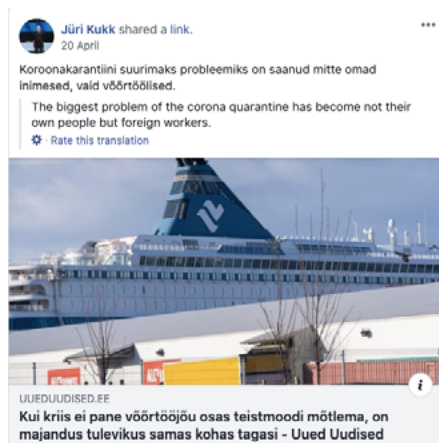 Jüri Kukk shared a link.
20 April
Koroonakarantiini suurimaks probleemiks on saanud mitte omad
inimesed, vaid võõrtöölised.
The biggest problem of the corona quarantine has become not their
own people but foreign workers.
· Rate this translation
UUEDUUDISED.EE
Kui kriis ei pane võõrtööjõu osas teistmoodi mõtlema, on
majandus tulevikus samas kohas tagasi - Uued Uudised